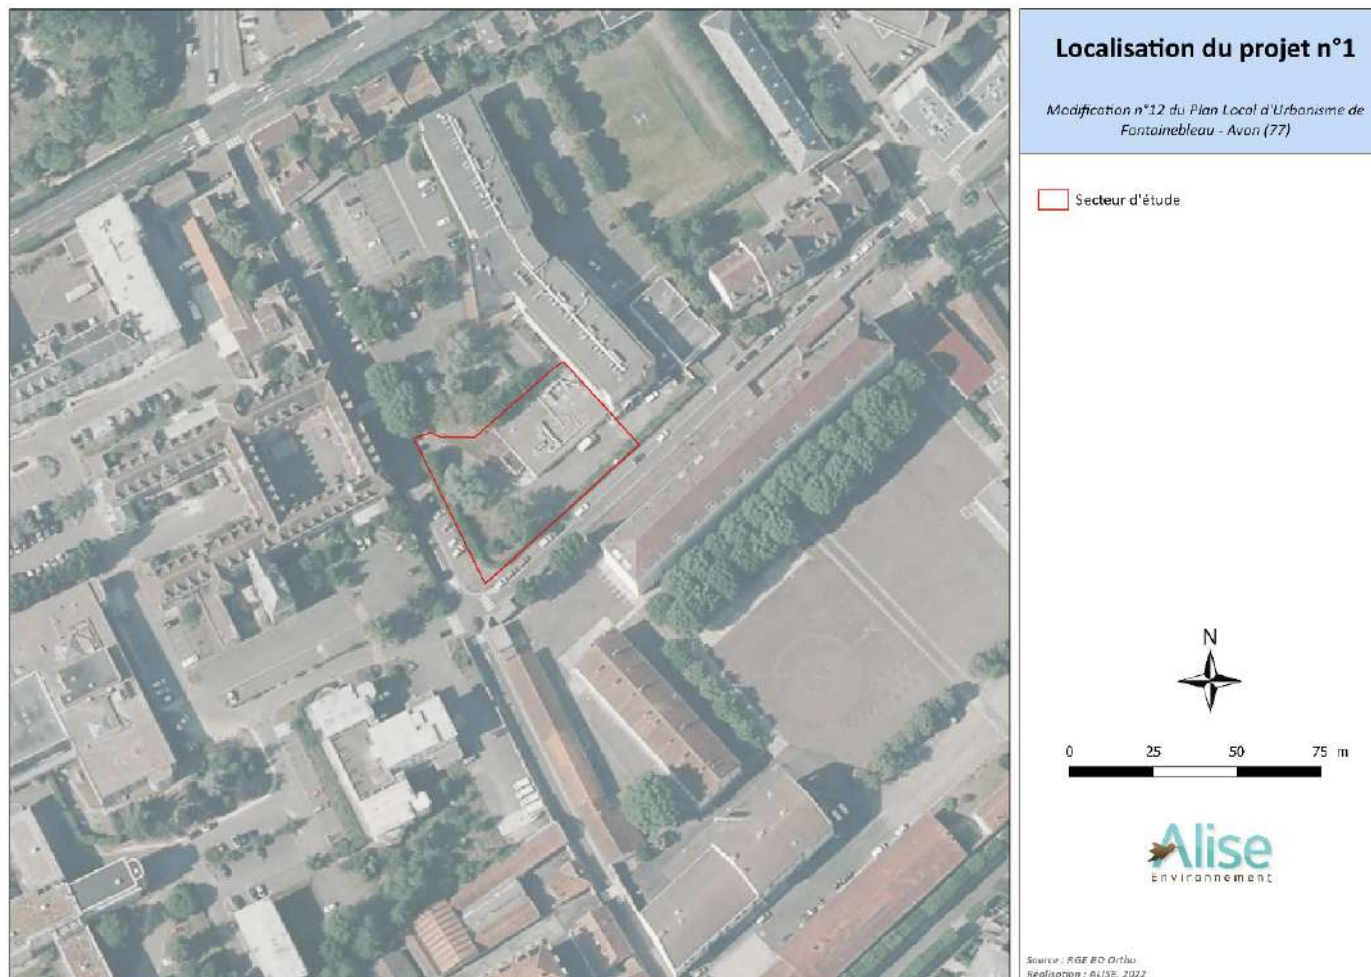 Localisation du projet n°1
Modification n°12 du Plan Local d'Urbanisme de
Fontainebleau - Avon (77)
Secteur d'étude
N
0 25 50 75 m
Alise
Environnement
Source : RGE BD Ortho
Réalisation : ALISE, 2022